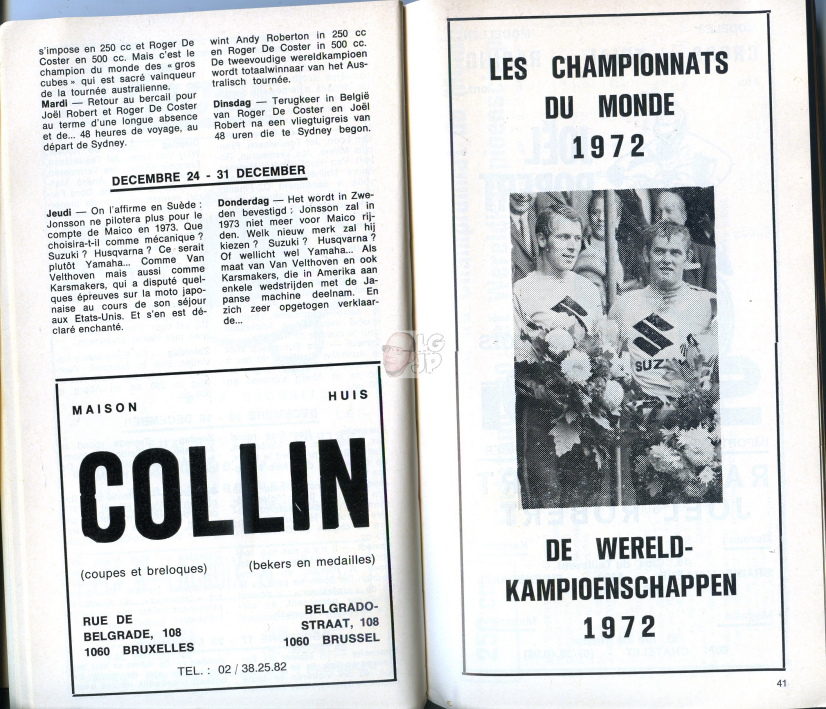 s'impose en 250 cc et Roger De
Coster en 500 cc. Mais c'est le
champion du monde des «gros
cubes» qui est sacré vainqueur
de la tournée australienne.
Mardi — Retour au bercail pour
Joël Robert et Roger De Coster
au terme d'une longue absence
et de... 48 heures de voyage, au
départ de Sydney.
wint Andy Roberton in 250 cc
en Roger De Coster in 500 cc.
De tweevoudige wereldkampioen
wordt totaalwinnaar van het Aus-
tralisch tournée.
Dinsdag — Terugkeer in België
van Roger De Coster en Joël
Robert na een vliegtuigreis van
48 uren die te Sydney begon.
DECEMBRE 24 - 31 DECEMBER
Jeudi — On l'affirme en Suède :
Jonsson ne pilotera plus pour le
compte de Maico en 1973. Que
choisira-t-il comme mécanique ?
Suzuki ? Husqvarna ? Ce serait
plutôt Yamaha... Comme Van
Velthoven mais aussi comme
Karsmakers, qui a disputé quel-
ques épreuves sur la moto japo-
naise au cours de son séjour
aux Etats-Unis. Et s'en est dé-
claré enchanté.
Donderdag — Het wordt in Zwe-
den bevestigd : Jonsson zal in
1973 niet meer voor Maico rij-
den. Welk nieuw merk zal hij
kiezen ? Suzuki ? Husqvarna ?
Of wellicht wel Yamaha... Als
maat van Van Velthoven en ook
Karsmakers, die in Amerika aan
enkele wedstrijden met de Ja-
panse machine deelnam. En
zich zeer opgetogen verklaar-
de...
MAISON HUIS
COLLIN
(coupes et breloques) (bekers en medailles)
RUE DE
BELGRADE, 108
1060 BRUXELLES
BELGRADO-
STRAAT, 108
1060 BRUSSEL
TEL. : 02 / 38.25.82
LG
JP
LES CHAMPIONNATS
DU MONDE
1972
SUZUKI
DE WERELD-
KAMPIOENSCHAPPEN
1972
41